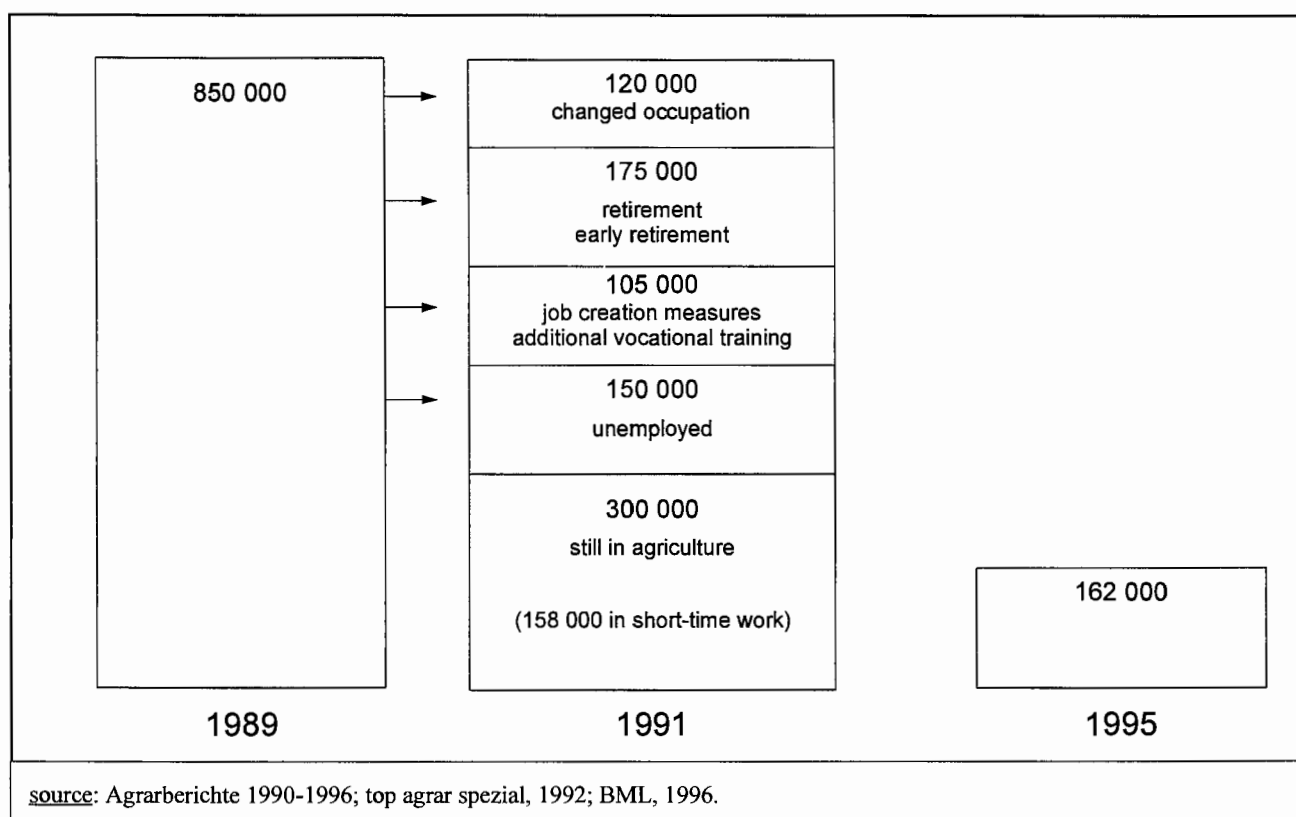 850 000
120 000
changed occupation
175 000
retirement
early retirement
105 000
job creation measures
additional vocational training
150 000
unemployed
300 000
still in agriculture
(158 000 in short-time work)
162 000
1989
1991
1995
source: Agrarberichte 1990-1996; top agrar spezial, 1992; BML, 1996.